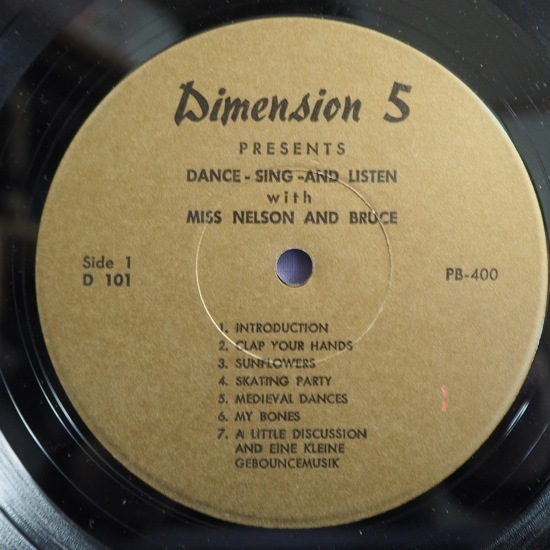 Dimension 5
PRESENTS
DANCE - SING - AND LISTEN
with
MISS NELSON AND BRUCE
Side 1
D 101
PB-400
1. INTRODUCTION
2. CLAP YOUR HANDS
3. SUNFLOWERS
4. SKATING PARTY
5. MEDIEVAL DANCES
6. MY BONES
7. A LITTLE DISCUSSION
AND EINE KLEINE
GEBOUNCEMUSIK